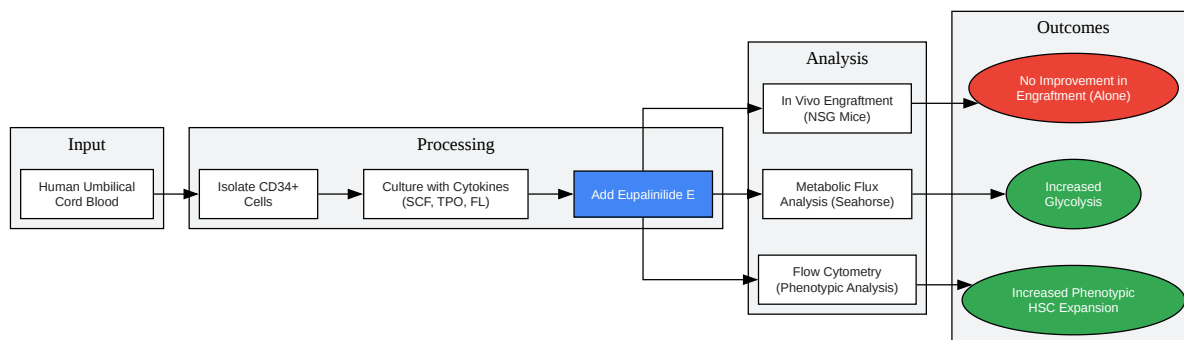 Input
Human Umbilical
Cord Blood
Processing
Isolate CD34+
Cells
Culture with Cytokines
(SCF, TPO, FL)
Add Eupalinilide E
Analysis
In Vivo Engraftment
(NSG Mice)
Metabolic Flux
Analysis (Seahorse)
Flow Cytometry
(Phenotypic Analysis)
Outcomes
No Improvement in
Engraftment (Alone)
Increased
Glycolysis
Increased Phenotypic
HSC Expansion